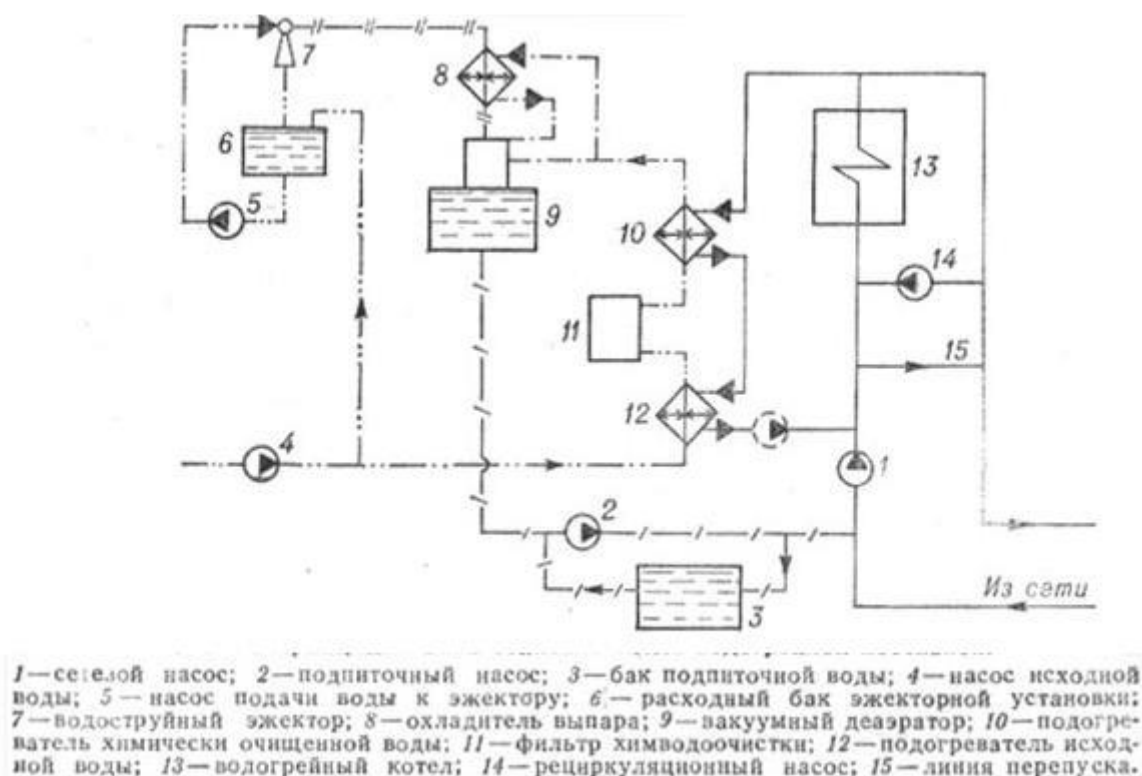 7
8
6
13
5
9
10
14
11
15
12
4
1
2
Из сети
3
1—сетевой насос; 2—подпиточный насос; 3—бак подпиточной воды; 4—насос исходной
воды; 5—насос подачи воды к эжектору; 6—расходный бак эжекторной установки;
7—водоструйный эжектор; 8—охладитель выпара; 9—вакуумный деаэратор; 10—подогре-
ватель химически очищенной воды; 11—фильтр химводоочистки; 12—подогреватель исход-
ной воды; 13—водогрейный котел; 14—рециркуляционный насос; 15—линия перепуска.